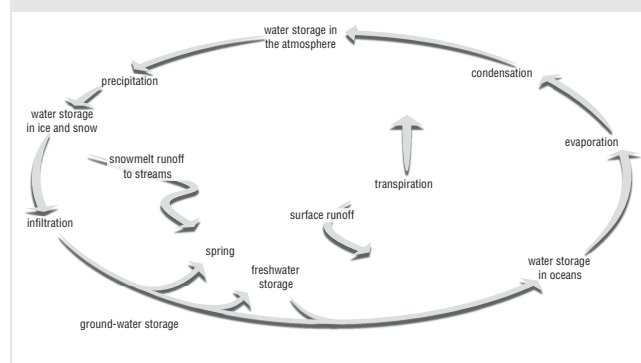 water storage in
the atmosphere
precipitation
condensation
water storage
in ice and snow
evaporation
snowmelt runoff
to streams
transpiration
infiltration
surface runoff
spring
freshwater
storage
water storage
in oceans
ground-water storage